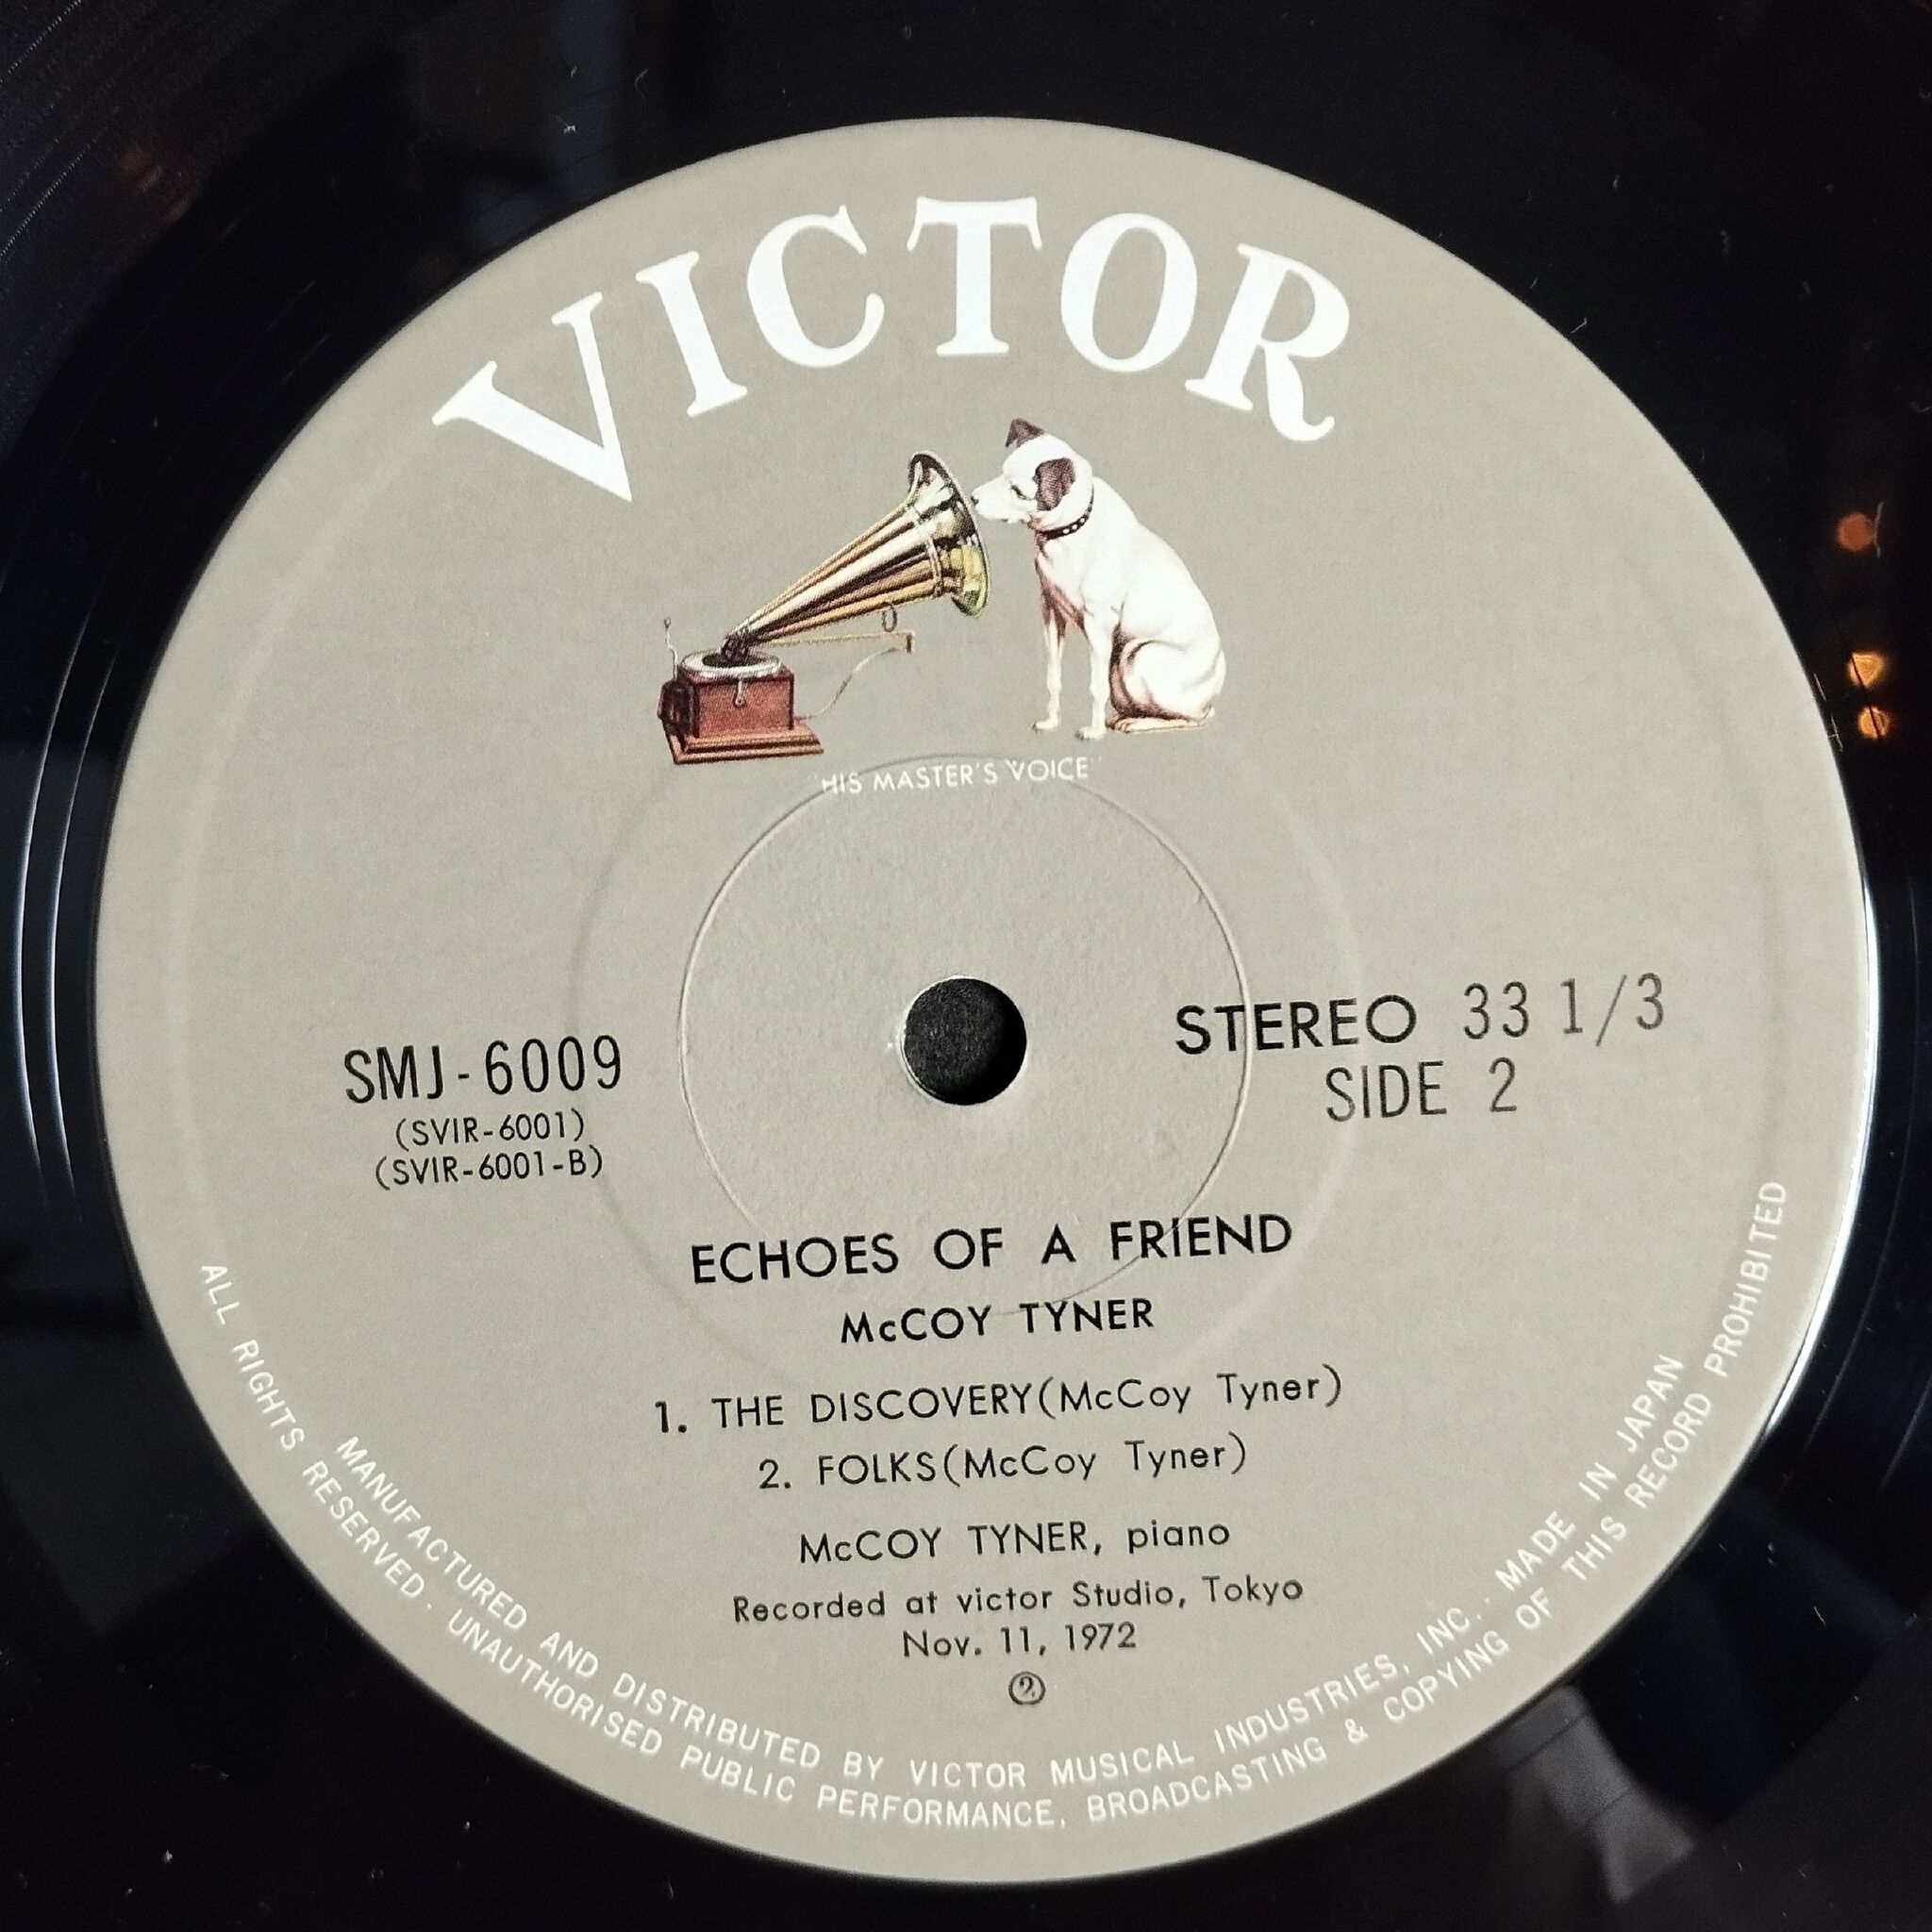 VICTOR
"HIS MASTER'S VOICE"
STEREO 33 1/3
SIDE 2
SMJ-6009
(SVIR-6001)
(SVIR-6001-B)
ECHOES OF A FRIEND
McCOY TYNER
1. THE DISCOVERY(McCoy Tyner)
2. FOLKS(McCoy Tyner)
McCOY TYNER, piano
Recorded at victor Studio, Tokyo
Nov. 11, 1972
MANUFACTURED AND DISTRIBUTED BY VICTOR MUSICAL INDUSTRIES, INC.. MADE IN JAPAN
ALL RIGHTS RESERVED. UNAUTHORISED PUBLIC PERFORMANCE, BROADCASTING & COPYING OF THIS RECORD PROHIBITED